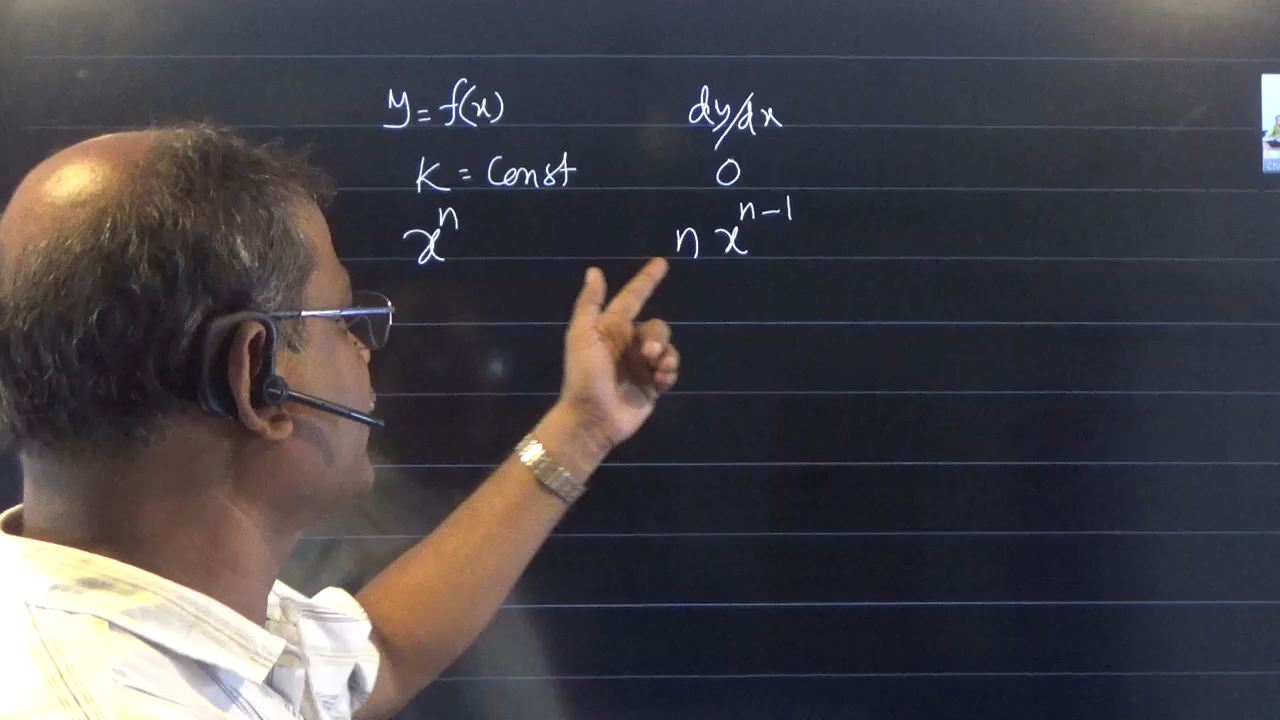 y = f(x) dy/dx
K = Const 0
x^n n x^{n-1}